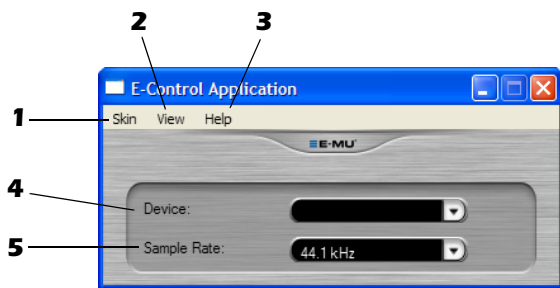 2 3
E-Control Application
1 Skin View Help
E-MU
4 Device:
5 Sample Rate: 44.1 kHz